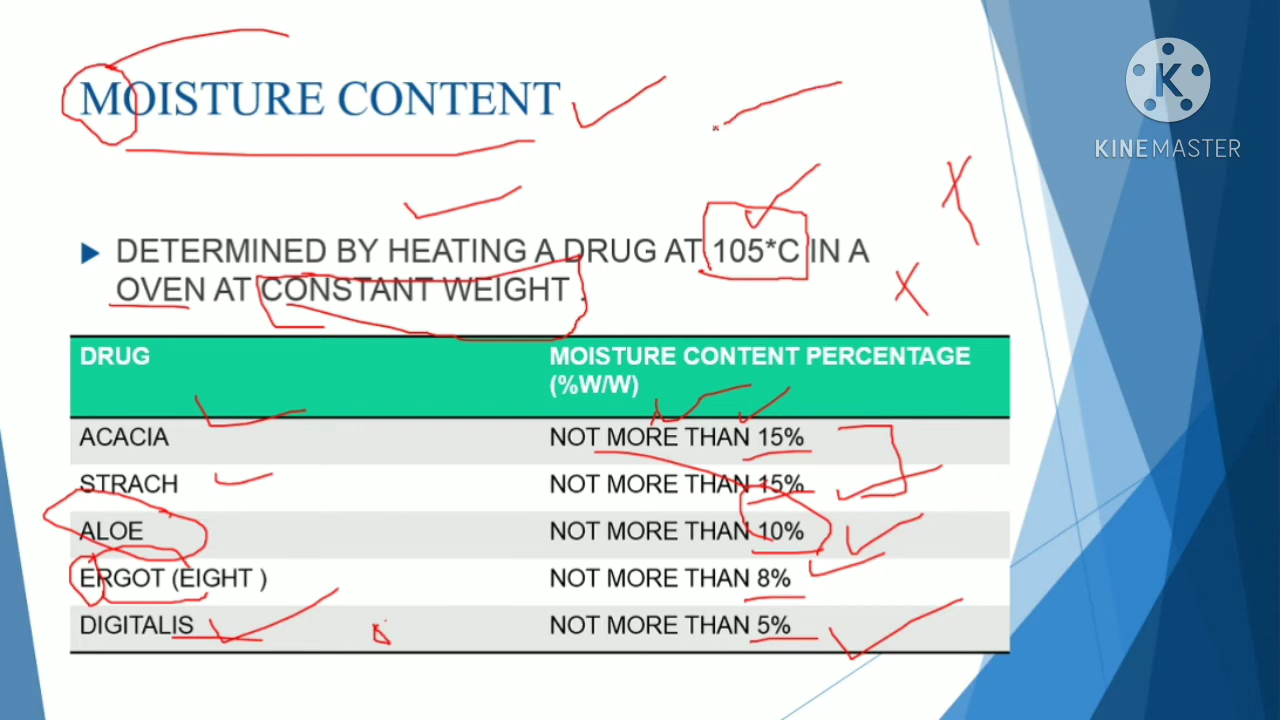 MOISTURE CONTENT
K
KINEMASTER
DETERMINED BY HEATING A DRUG AT 105*C IN A
OVEN AT CONSTANT WEIGHT .
DRUG MOISTURE CONTENT PERCENTAGE
(%W/W)
ACACIA NOT MORE THAN 15%
STRACH NOT MORE THAN 15%
ALOE NOT MORE THAN 10%
ERGOT (EIGHT ) NOT MORE THAN 8%
DIGITALIS NOT MORE THAN 5%